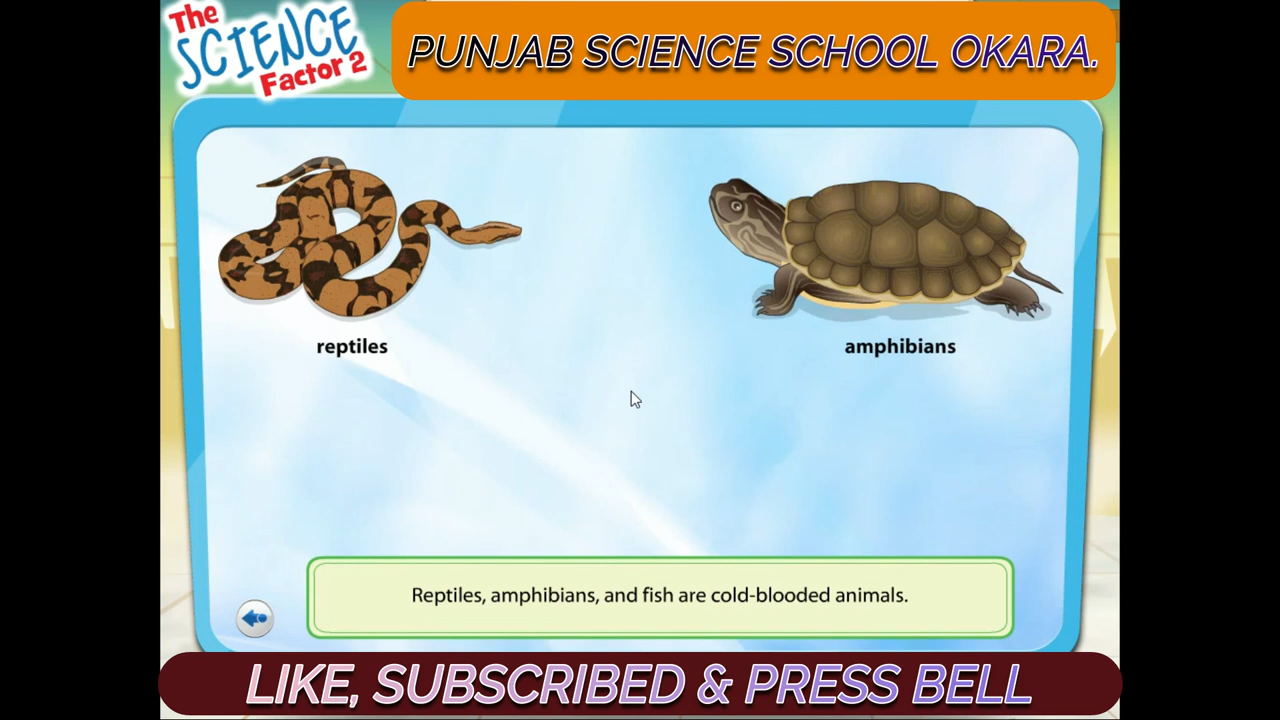 The
SCIENCE
Factor 2
PUNJAB SCIENCE SCHOOL OKARA.
reptiles
amphibians
Reptiles, amphibians, and fish are cold-blooded animals.
LIKE, SUBSCRIBED & PRESS BELL